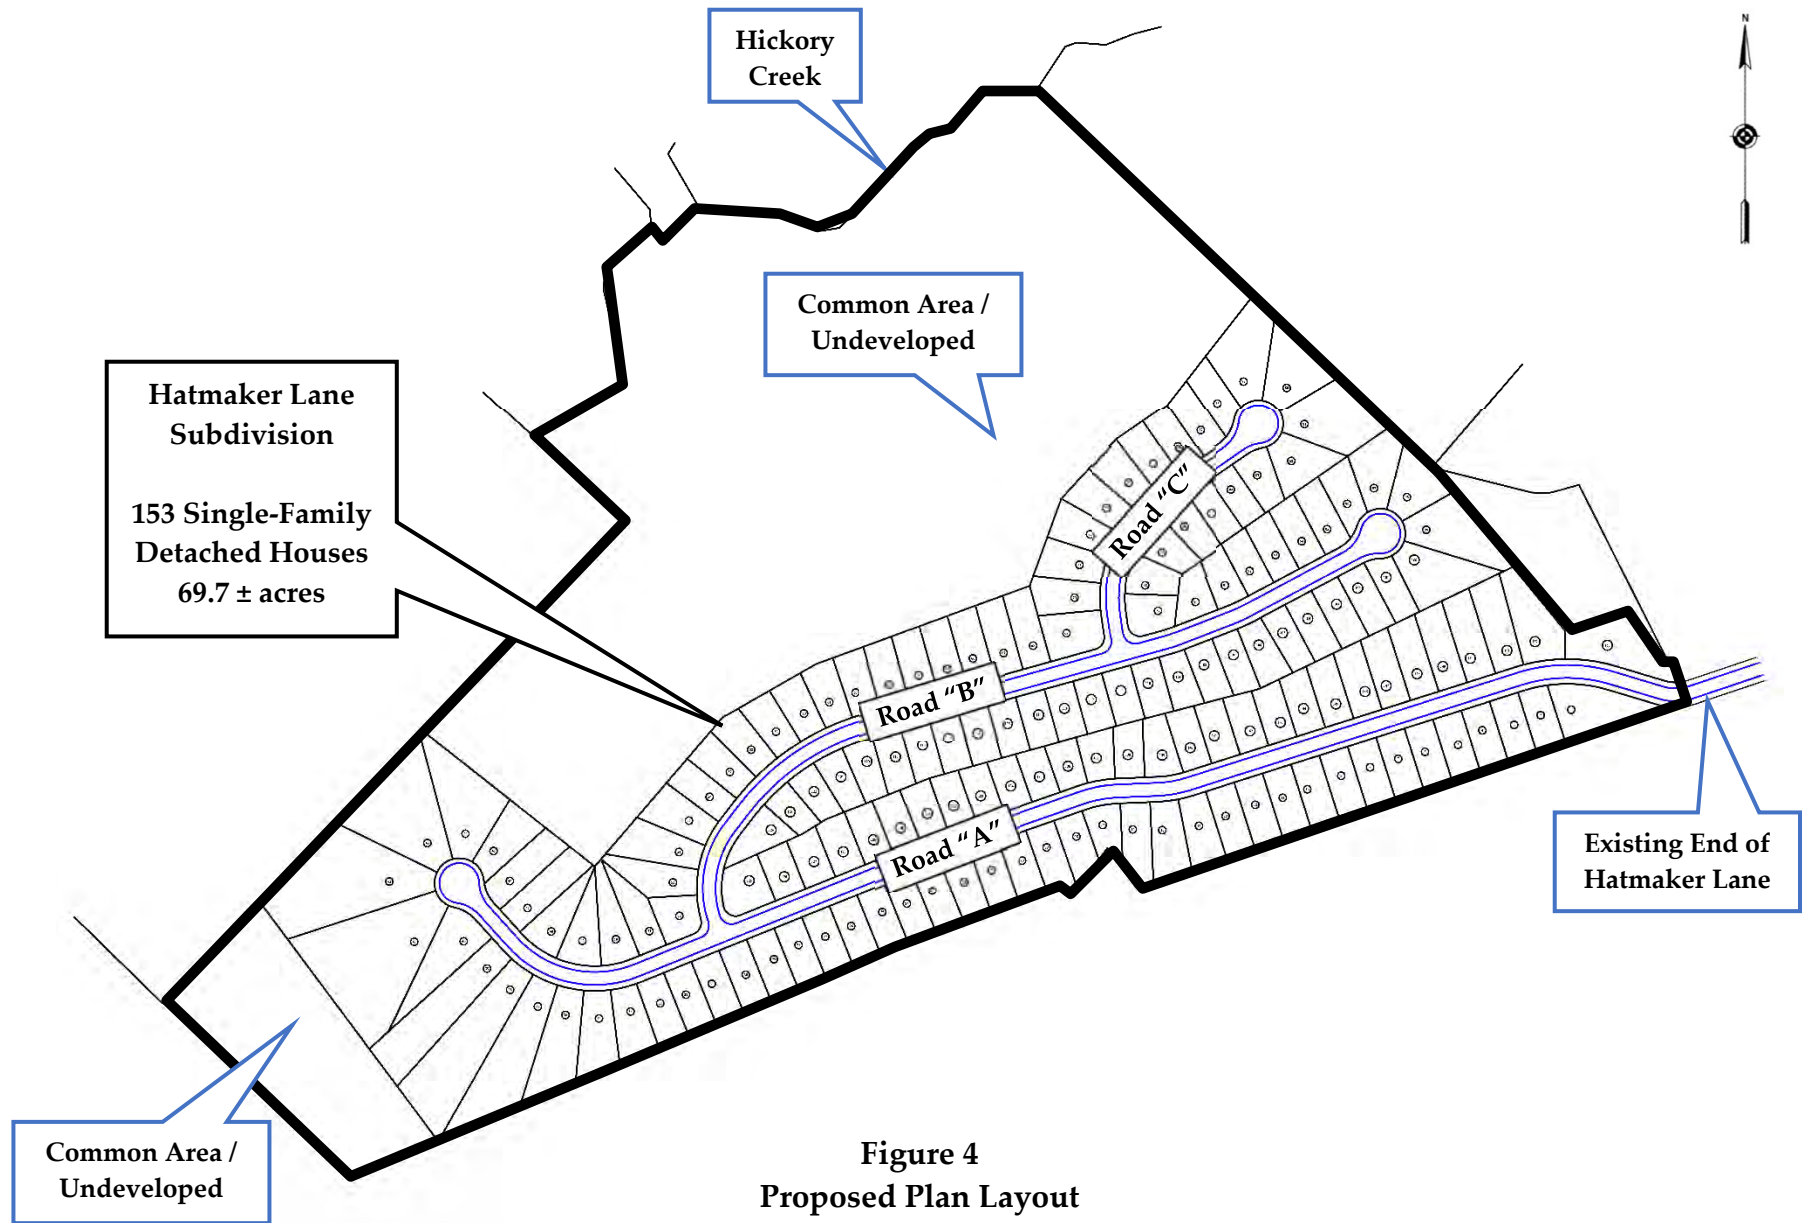 N
Hickory
Creek
Common Area /
Undeveloped
Hatmaker Lane
Subdivision
153 Single-Family
Detached Houses
69.7 ± acres
Road “C”
Road “B”
Road “A”
Existing End of
Hatmaker Lane
Common Area /
Undeveloped
Figure 4
Proposed Plan Layout